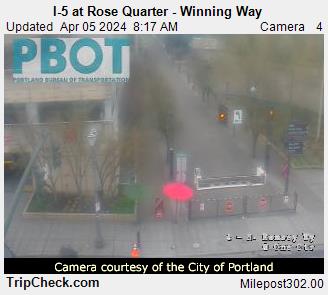 I-5 at Rose Quarter - Winning Way
Updated Apr 05 2024 8:17 AM Camera 4
PBOT
PORTLAND BUREAU OF TRANSPORTATION
Camera courtesy of the City of Portland
TripCheck.com Milepost302.00